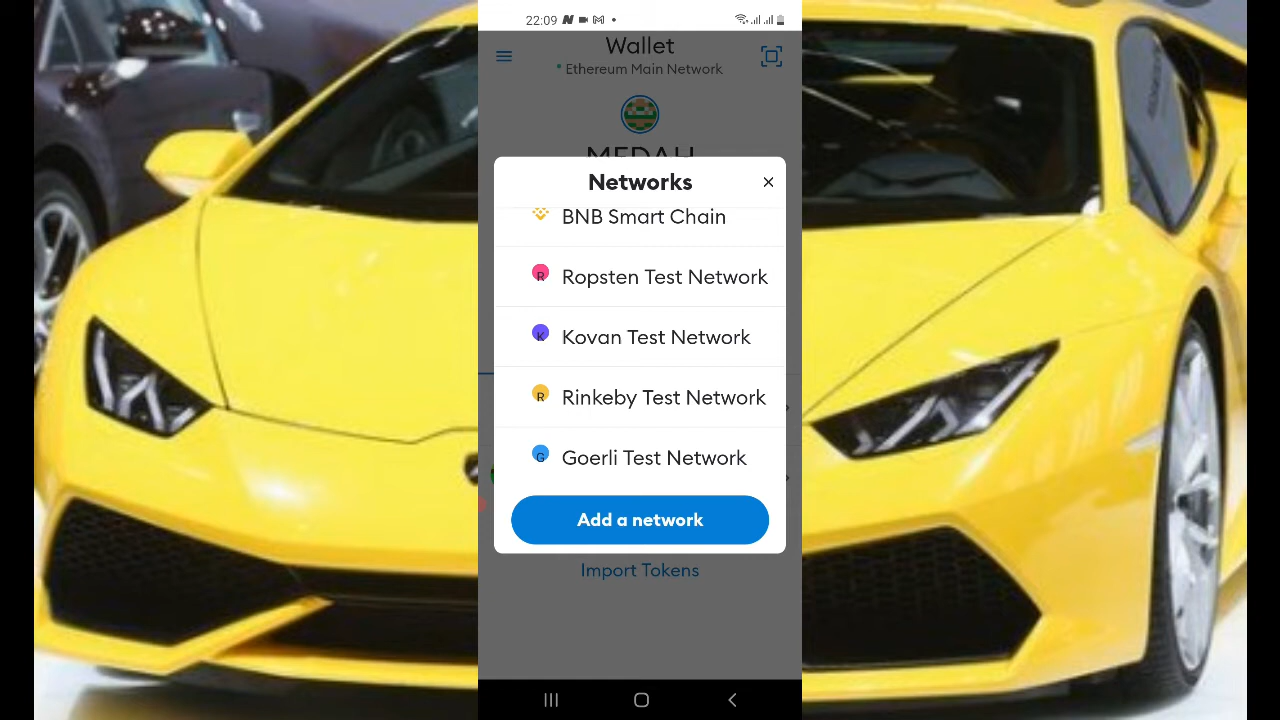 22:09
Wallet
Ethereum Main Network
MEDAH
Networks
BNB Smart Chain
R Ropsten Test Network
K Kovan Test Network
R Rinkeby Test Network
G Goerli Test Network
Add a network
Import Tokens